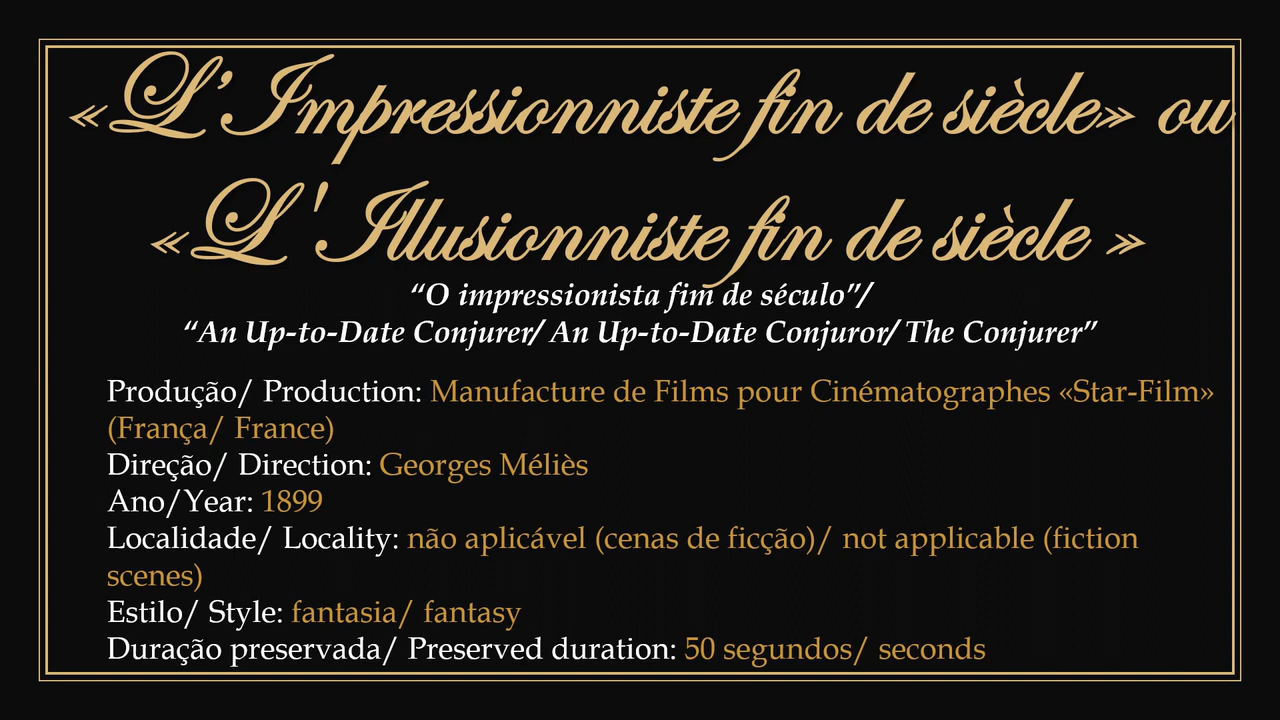 «L’Impressionniste fin de siècle» ou
«L'Illusionniste fin de siècle »
“O impressionista fim de século”/
“An Up-to-Date Conjurer/ An Up-to-Date Conjuror/ The Conjurer”
Produção/ Production: Manufacture de Films pour Cinématographes «Star-Film»
(França/ France)
Direção/ Direction: Georges Méliès
Ano/Year: 1899
Localidade/ Locality: não aplicável (cenas de ficção)/ not applicable (fiction
scenes)
Estilo/ Style: fantasia/ fantasy
Duração preservada/ Preserved duration: 50 segundos/ seconds